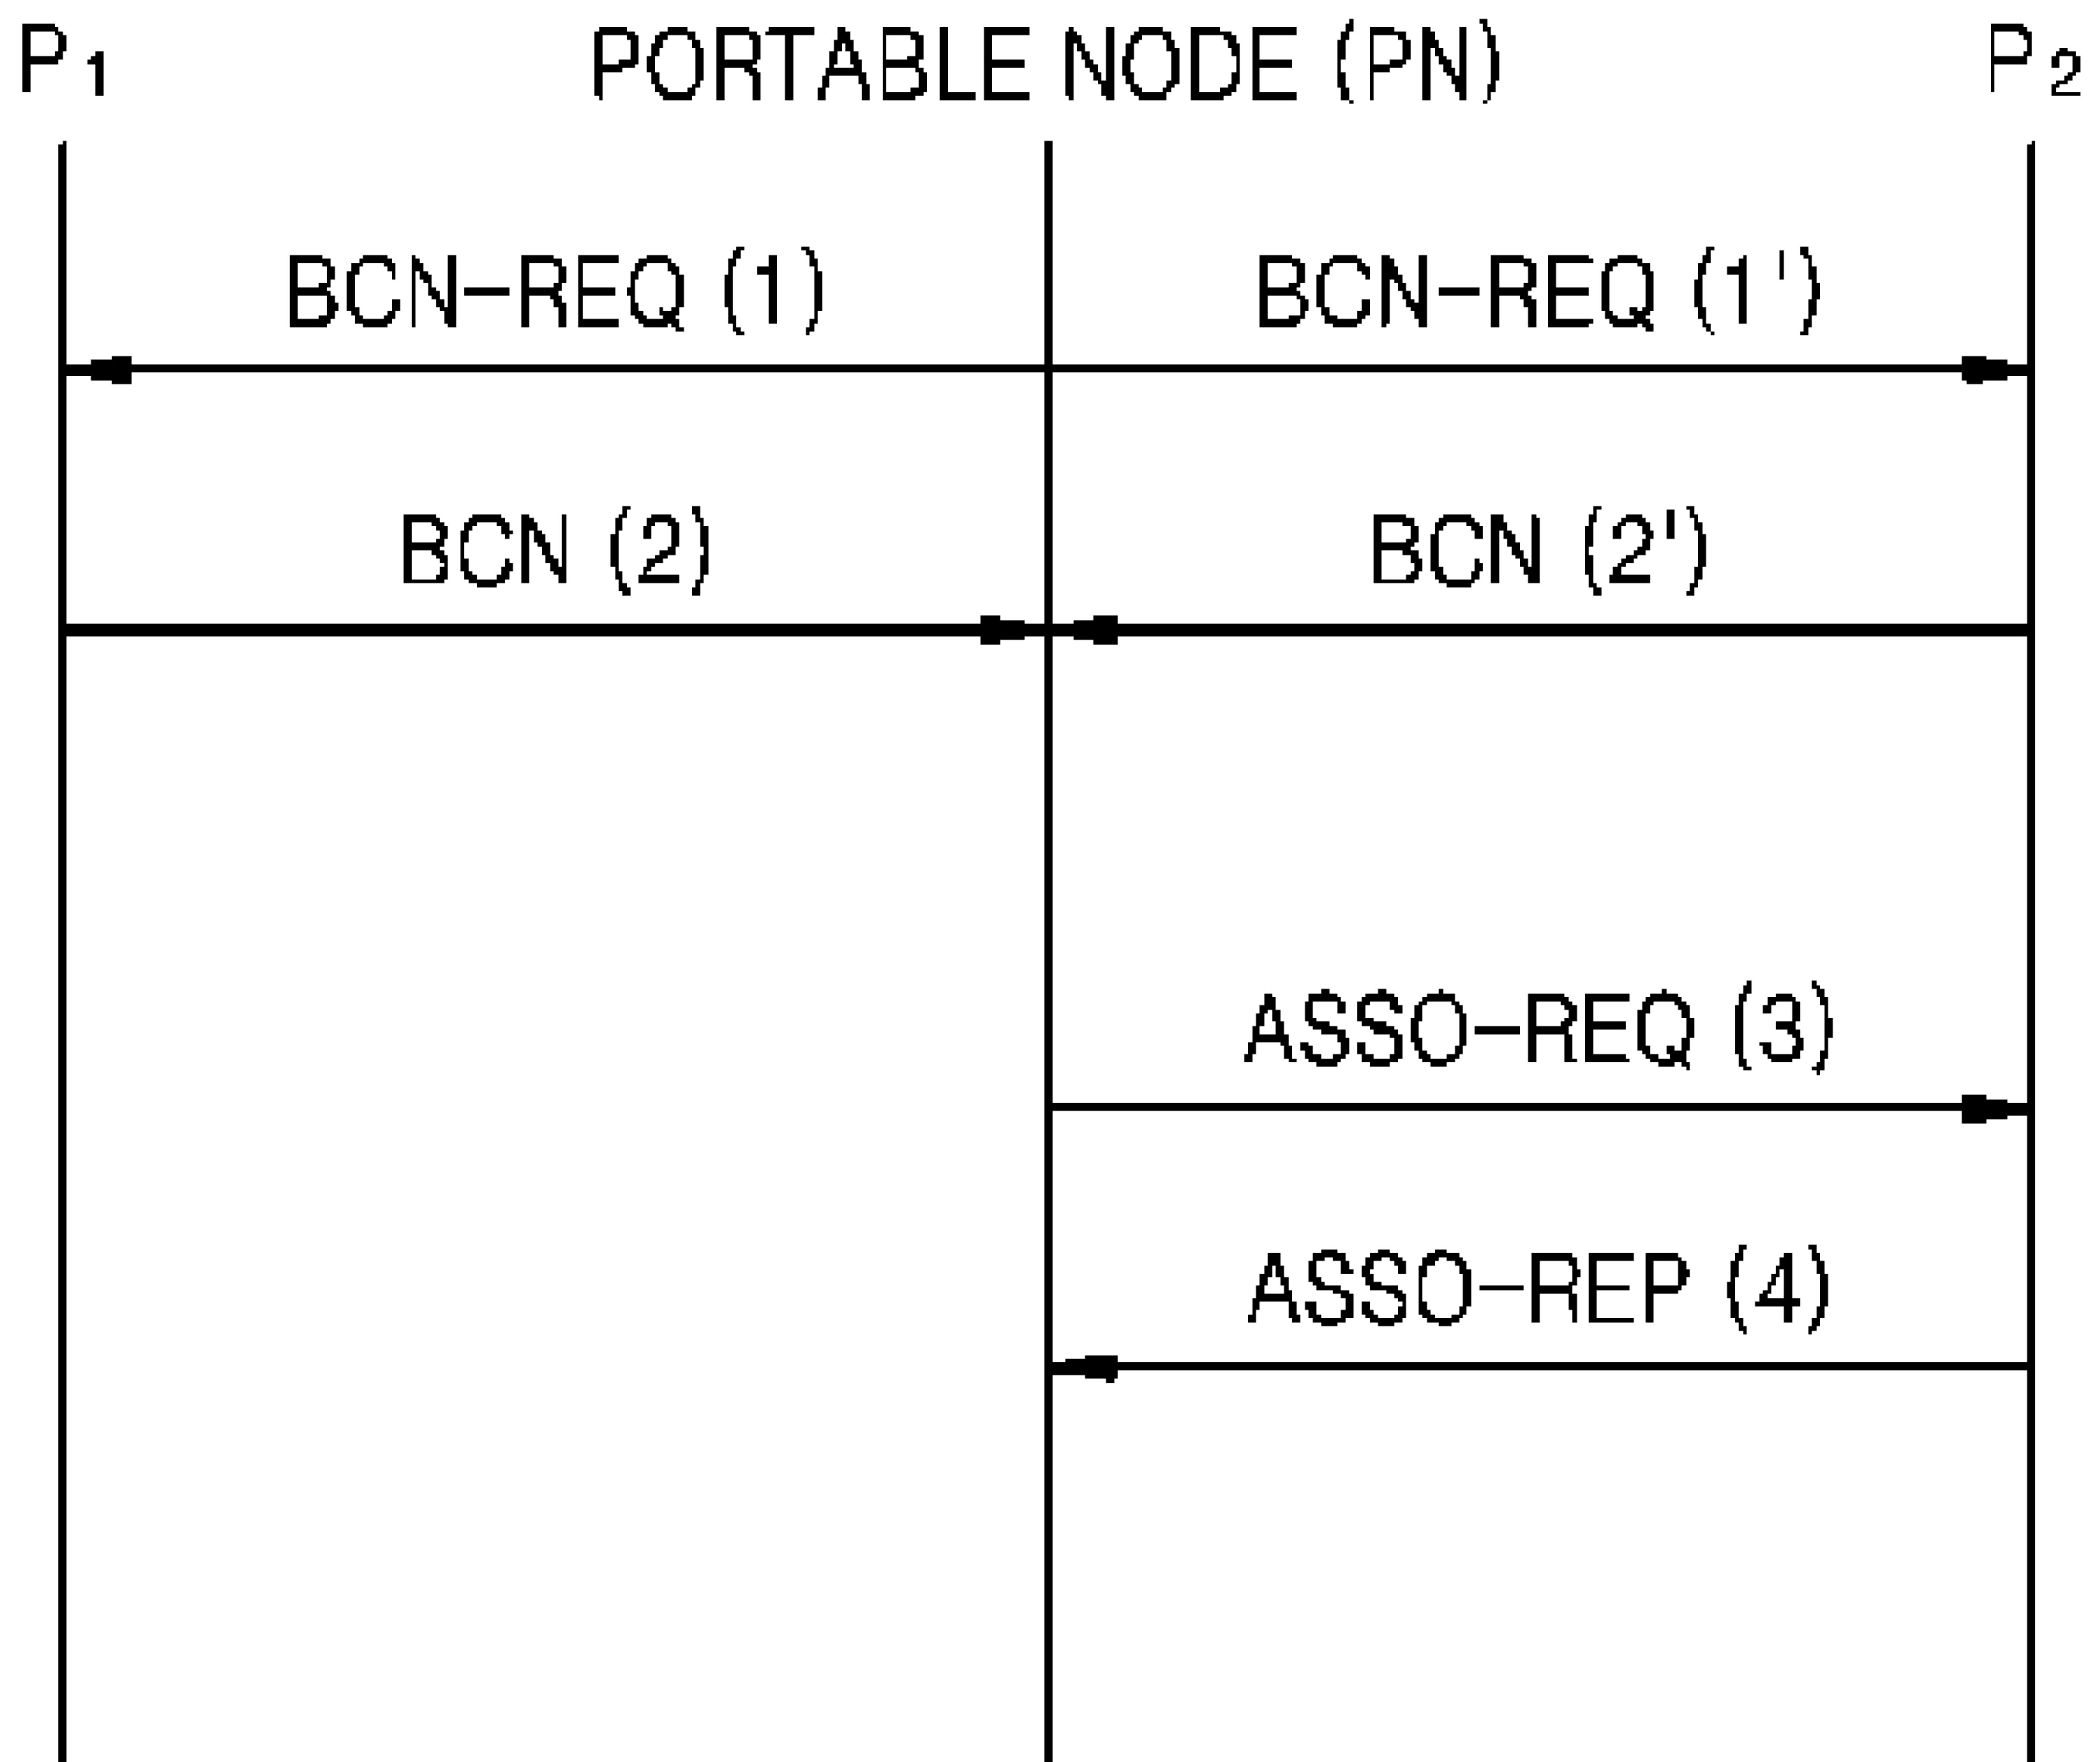 P1 PORTABLE NODE (PN) P2
BCN-REQ (1) BCN-REQ (1')
BCN (2) BCN (2')
ASSO-REQ (3)
ASSO-REP (4)